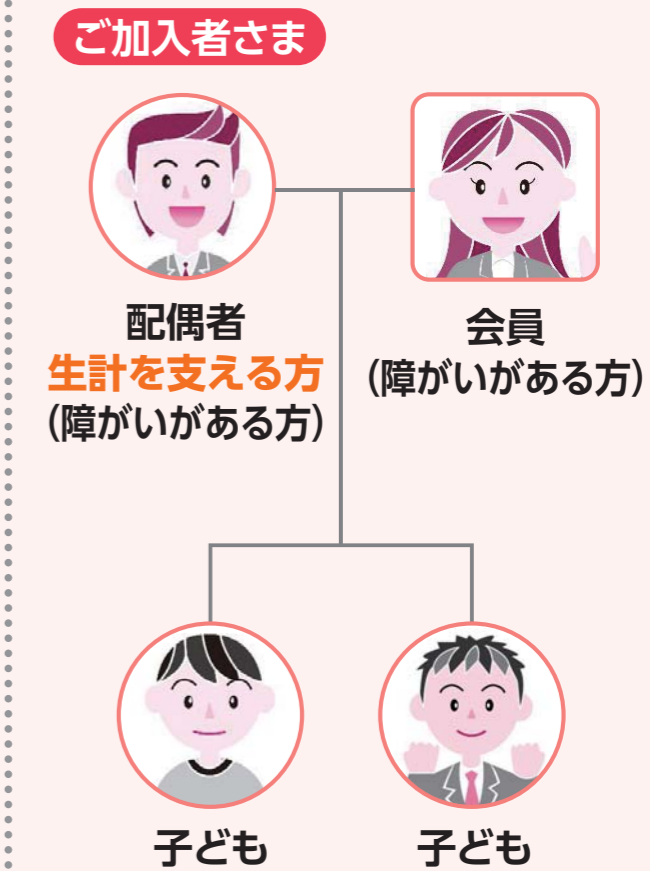 ご加入者さま
配偶者
生計を支える方
(障がいがある方)
会員
(障がいがある方)
子ども
子ども